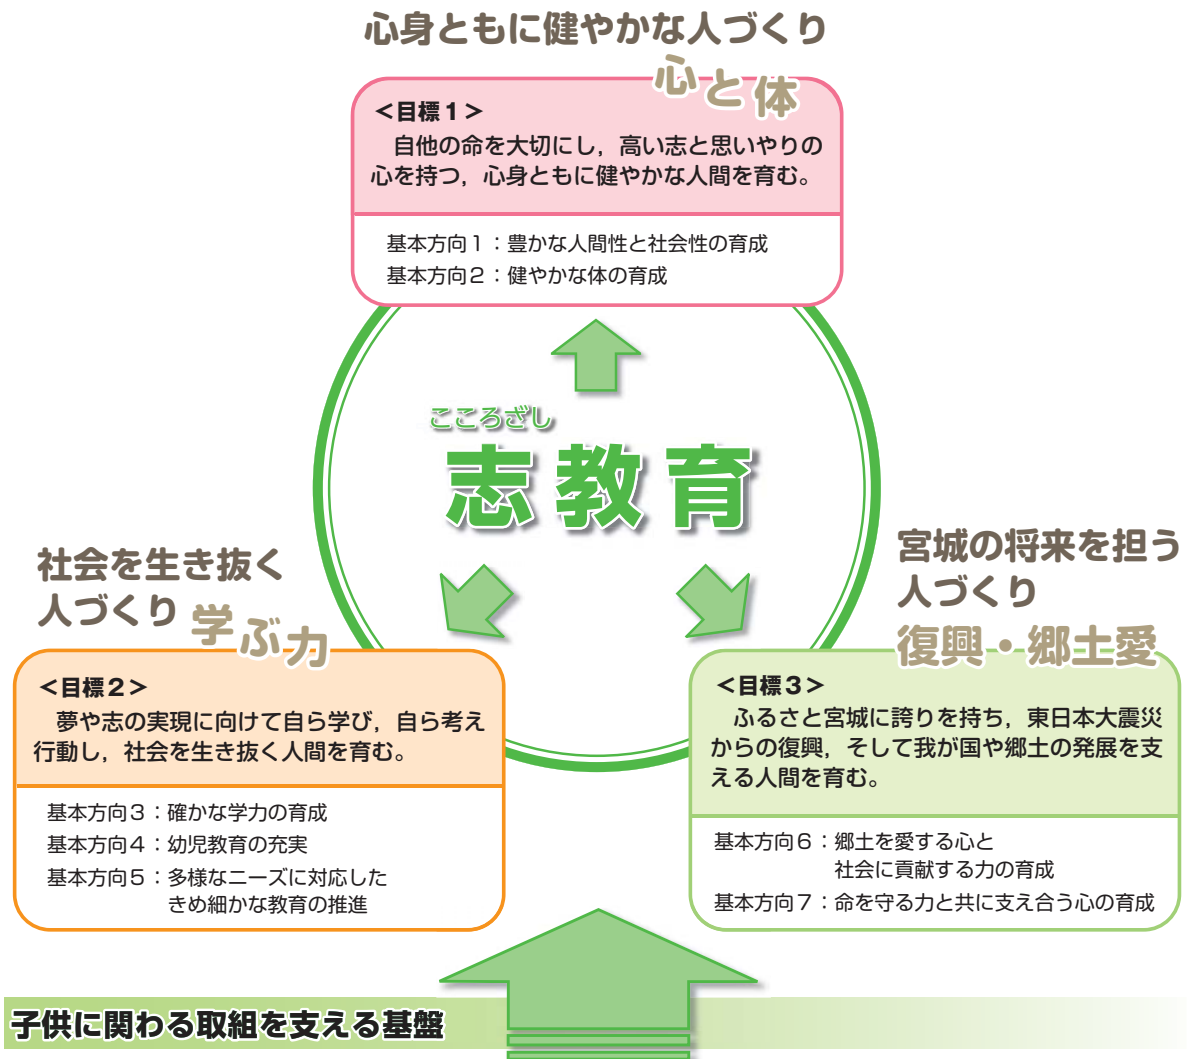 心身ともに健やかな人づくり
心と体
＜目標１＞
自他の命を大切にし，高い志と思いやりの
心を持つ，心身ともに健やかな人間を育む。
基本方向１：豊かな人間性と社会性の育成
基本方向２：健やかな体の育成
こころざし
志教育
社会を生き抜く
人づくり
学ぶ力
＜目標２＞
夢や志の実現に向けて自ら学び，自ら考え
行動し，社会を生き抜く人間を育む。
基本方向３：確かな学力の育成
基本方向４：幼児教育の充実
基本方向５：多様なニーズに対応した
きめ細かな教育の推進
宮城の将来を担う
人づくり
復興・郷土愛
＜目標３＞
ふるさと宮城に誇りを持ち，東日本大震災
からの復興，そして我が国や郷土の発展を支
える人間を育む。
基本方向６：郷土を愛する心と
社会に貢献する力の育成
基本方向７：命を守る力と共に支え合う心の育成
子供に関わる取組を支える基盤